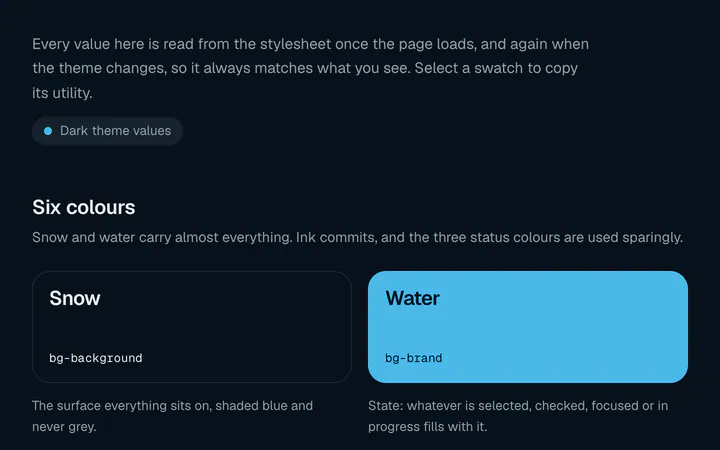 Every value here is read from the stylesheet once the page loads, and again when
the theme changes, so it always matches what you see. Select a swatch to copy
its utility.
Dark theme values
Six colours
Snow and water carry almost everything. Ink commits, and the three status colours are used sparingly.
Snow
bg-background
The surface everything sits on, shaded blue and
never grey.
Water
bg-brand
State: whatever is selected, checked, focused or in
progress fills with it.